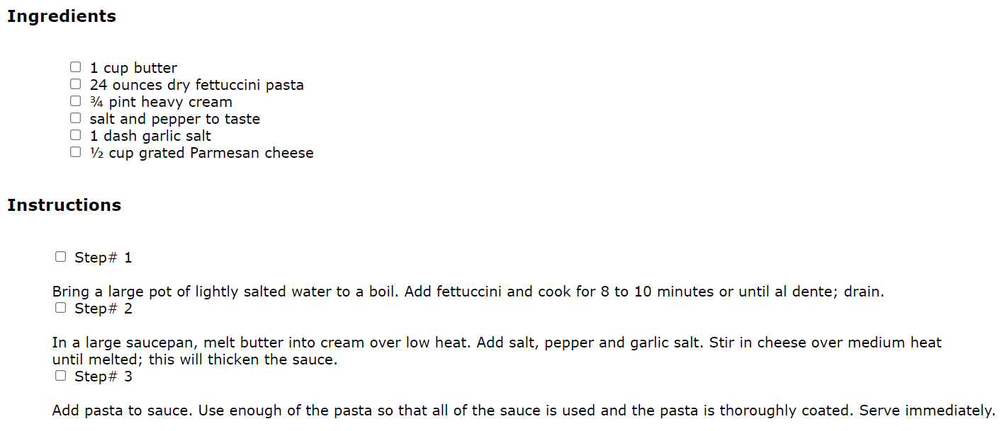 Ingredients
1 cup butter
24 ounces dry fettuccini pasta
¾ pint heavy cream
salt and pepper to taste
1 dash garlic salt
½ cup grated Parmesan cheese
Instructions
Step# 1
Bring a large pot of lightly salted water to a boil. Add fettuccini and cook for 8 to 10 minutes or until al dente; drain.
Step# 2
In a large saucepan, melt butter into cream over low heat. Add salt, pepper and garlic salt. Stir in cheese over medium heat
until melted; this will thicken the sauce.
Step# 3
Add pasta to sauce. Use enough of the pasta so that all of the sauce is used and the pasta is thoroughly coated. Serve immediately.